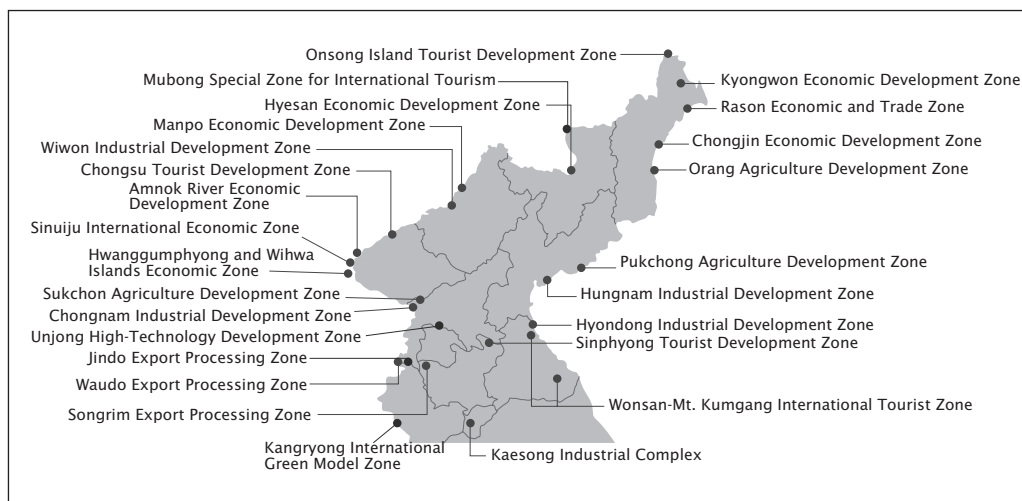 Onsong Island Tourist Development Zone
Mubong Special Zone for International Tourism
Hyesan Economic Development Zone
Manpo Economic Development Zone
Wiwon Industrial Development Zone
Chongsu Tourist Development Zone
Amnok River Economic
Development Zone
Sinuiju International Economic Zone
Hwanggumphyong and Wihwa
Islands Economic Zone
Sukchon Agriculture Development Zone
Chongnam Industrial Development Zone
Unjong High-Technology Development Zone
Jindo Export Processing Zone
Waudo Export Processing Zone
Songrim Export Processing Zone
Kangryong International
Green Model Zone
Kyongwon Economic Development Zone
Rason Economic and Trade Zone
Chongjin Economic Development Zone
Orang Agriculture Development Zone
Pukchong Agriculture Development Zone
Hungnam Industrial Development Zone
Hyondong Industrial Development Zone
Sinphyong Tourist Development Zone
Wonsan-Mt. Kumgang International Tourist Zone
Kaesong Industrial Complex